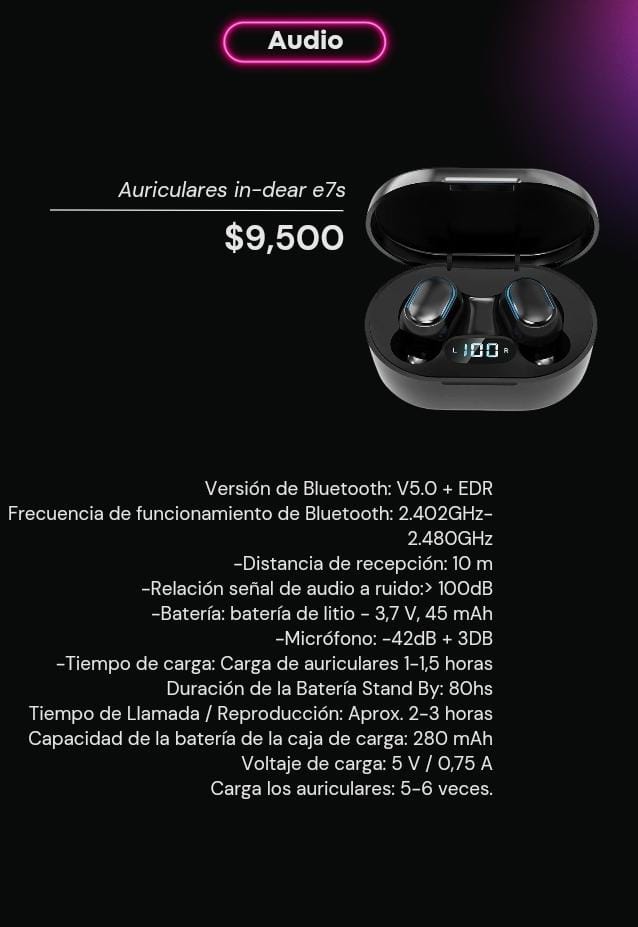 Audio
Auriculares in-dear e7s
$9,500
L 100 R
Versión de Bluetooth: V5.0 + EDR
Frecuencia de funcionamiento de Bluetooth: 2.402GHz-
2.480GHz
-Distancia de recepción: 10 m
-Relación señal de audio a ruido:> 100dB
-Batería: batería de litio - 3,7 V, 45 mAh
-Micrófono: -42dB + 3DB
-Tiempo de carga: Carga de auriculares 1-1,5 horas
Duración de la Batería Stand By: 80hs
Tiempo de Llamada / Reproducción: Aprox. 2-3 horas
Capacidad de la batería de la caja de carga: 280 mAh
Voltaje de carga: 5 V / 0,75 A
Carga los auriculares: 5-6 veces.